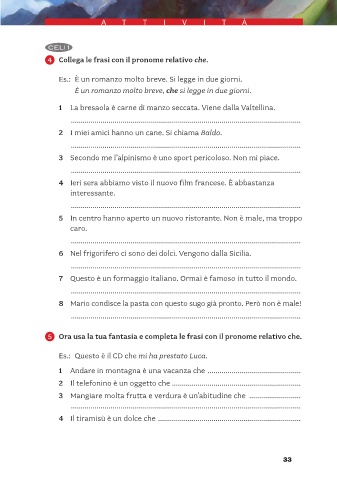 ATTIVITÀ
CELI 1
4 Collega le frasi con il pronome relativo che.
Es.: È un romanzo molto breve. Si legge in due giorni.
È un romanzo molto breve, che si legge in due giorni.
1 La bresaola è carne di manzo seccata. Viene dalla Valtellina.
..........................................................................................................
2 I miei amici hanno un cane. Si chiama Baldo.
..........................................................................................................
3 Secondo me l'alpinismo è uno sport pericoloso. Non mi piace.
..........................................................................................................
4 Ieri sera abbiamo visto il nuovo film francese. È abbastanza
interessante.
..........................................................................................................
5 In centro hanno aperto un nuovo ristorante. Non è male, ma troppo
caro.
..........................................................................................................
6 Nel frigorifero ci sono dei dolci. Vengono dalla Sicilia.
..........................................................................................................
7 Questo è un formaggio italiano. Ormai è famoso in tutto il mondo.
..........................................................................................................
8 Mario condisce la pasta con questo sugo già pronto. Però non è male!
..........................................................................................................
5 Ora usa la tua fantasia e completa le frasi con il pronome relativo che.
Es.: Questo è il CD che mi ha prestato Luca.
1 Andare in montagna è una vacanza che ..........................................
2 Il telefonino è un oggetto che ..........................................................
3 Mangiare molta frutta e verdura è un'abitudine che ........................
..........................................................................................................
4 Il tiramisù è un dolce che .................................................................
33